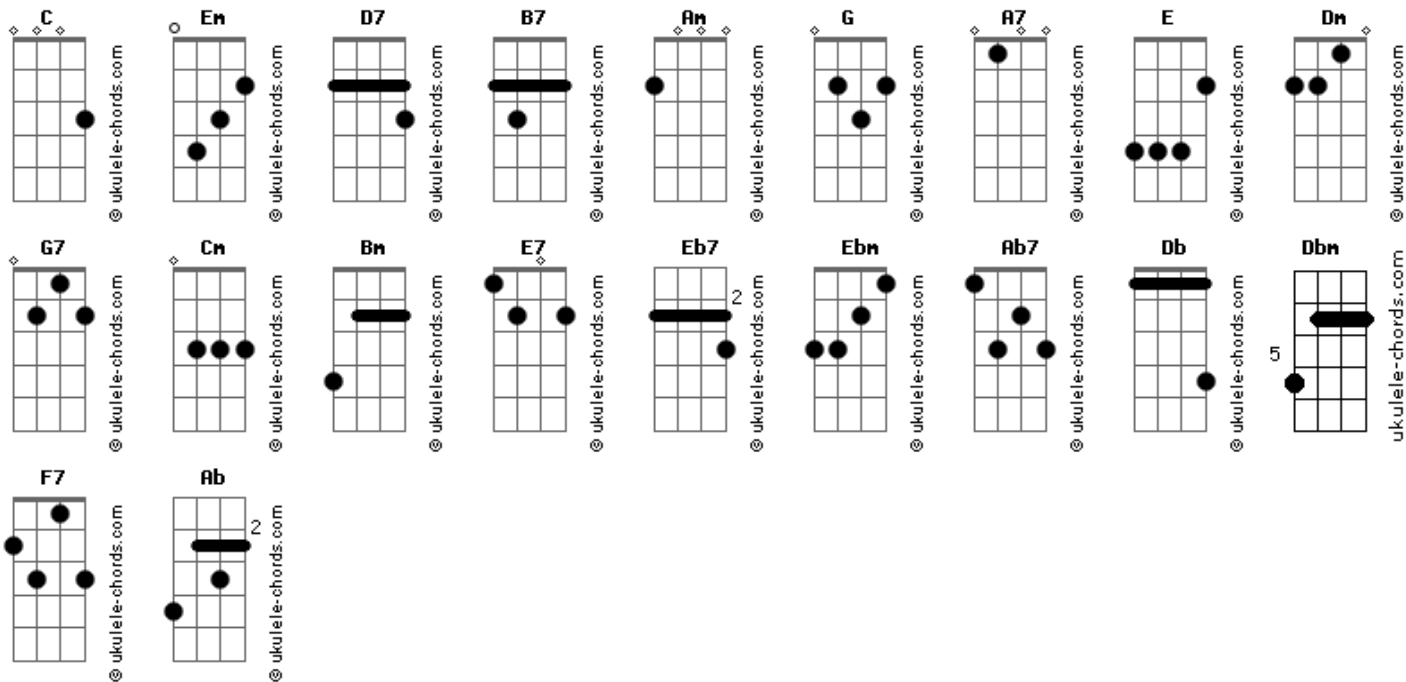 C Em D7 B7 Am G A7 E Dm
© ukulele-chords.com © ukulele-chords.com © ukulele-chords.com © ukulele-chords.com © ukulele-chords.com © ukulele-chords.com © ukulele-chords.com © ukulele-chords.com © ukulele-chords.com
G7 Cm Bm E7 Eb7 Ebm Ab7 Db Dbm
2
5
© ukulele-chords.com © ukulele-chords.com © ukulele-chords.com © ukulele-chords.com © ukulele-chords.com © ukulele-chords.com © ukulele-chords.com © ukulele-chords.com ukulele-chords.com
F7 Ab
2
© ukulele-chords.com © ukulele-chords.com